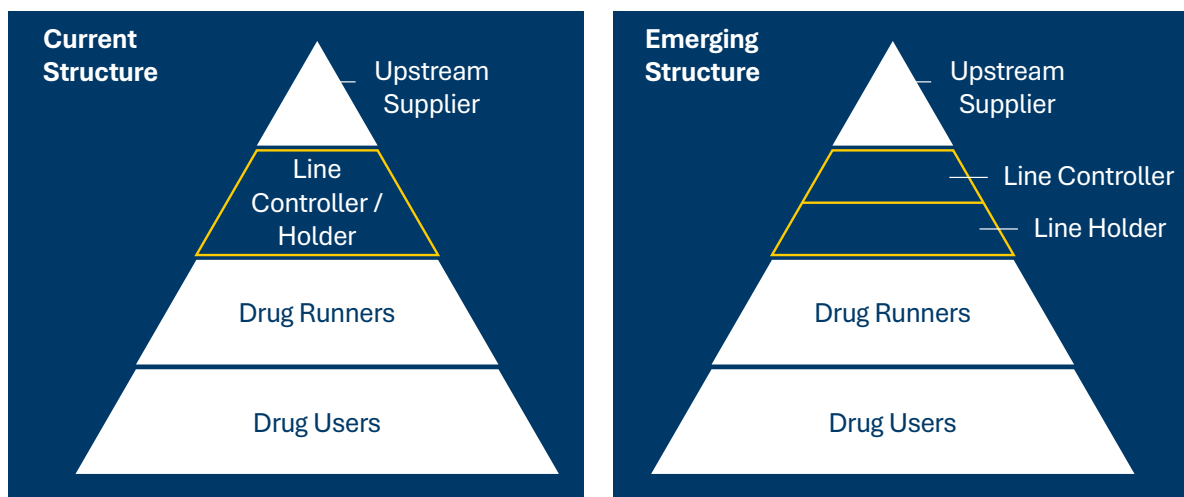 Current
Structure
Upstream
Supplier
Line
Controller /
Holder
Drug Runners
Drug Users
Emerging
Structure
Upstream
Supplier
Line Controller
Line Holder
Drug Runners
Drug Users